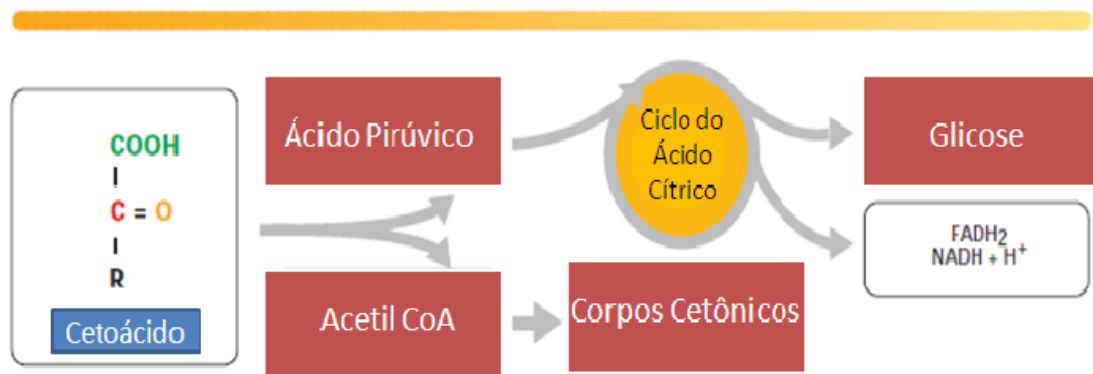 COOH
I
C = O
I
R
Cetoácido
Ácido Pirúvico
Acetil CoA
Ciclo do
Ácido
Cítrico
Corpos Cetônicos
Glicose
FADH₂
NADH + H⁺